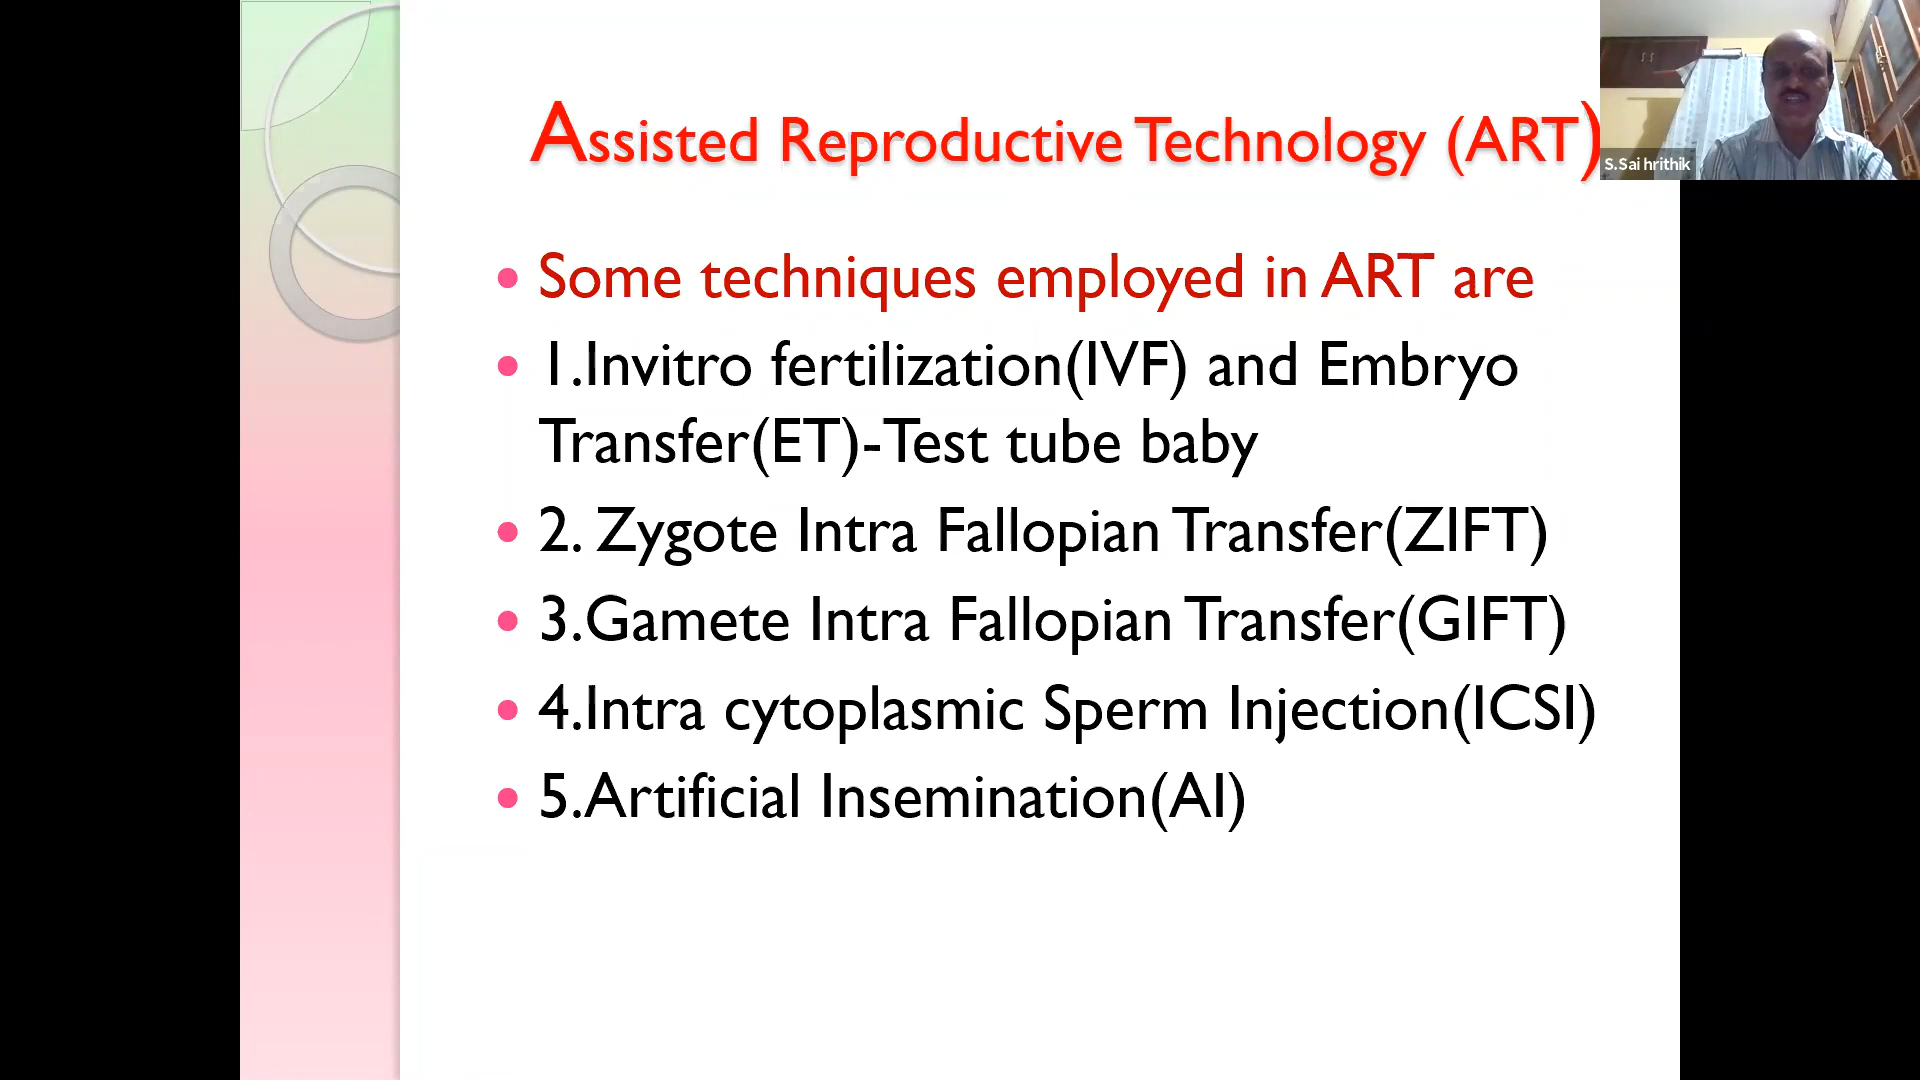 Assisted Reproductive Technology (ART)
S.Sai hrithik
• Some techniques employed in ART are
• 1.Invitro fertilization(IVF) and Embryo
Transfer(ET)-Test tube baby
• 2. Zygote Intra Fallopian Transfer(ZIFT)
• 3.Gamete Intra Fallopian Transfer(GIFT)
• 4.Intra cytoplasmic Sperm Injection(ICSI)
• 5.Artificial Insemination(AI)